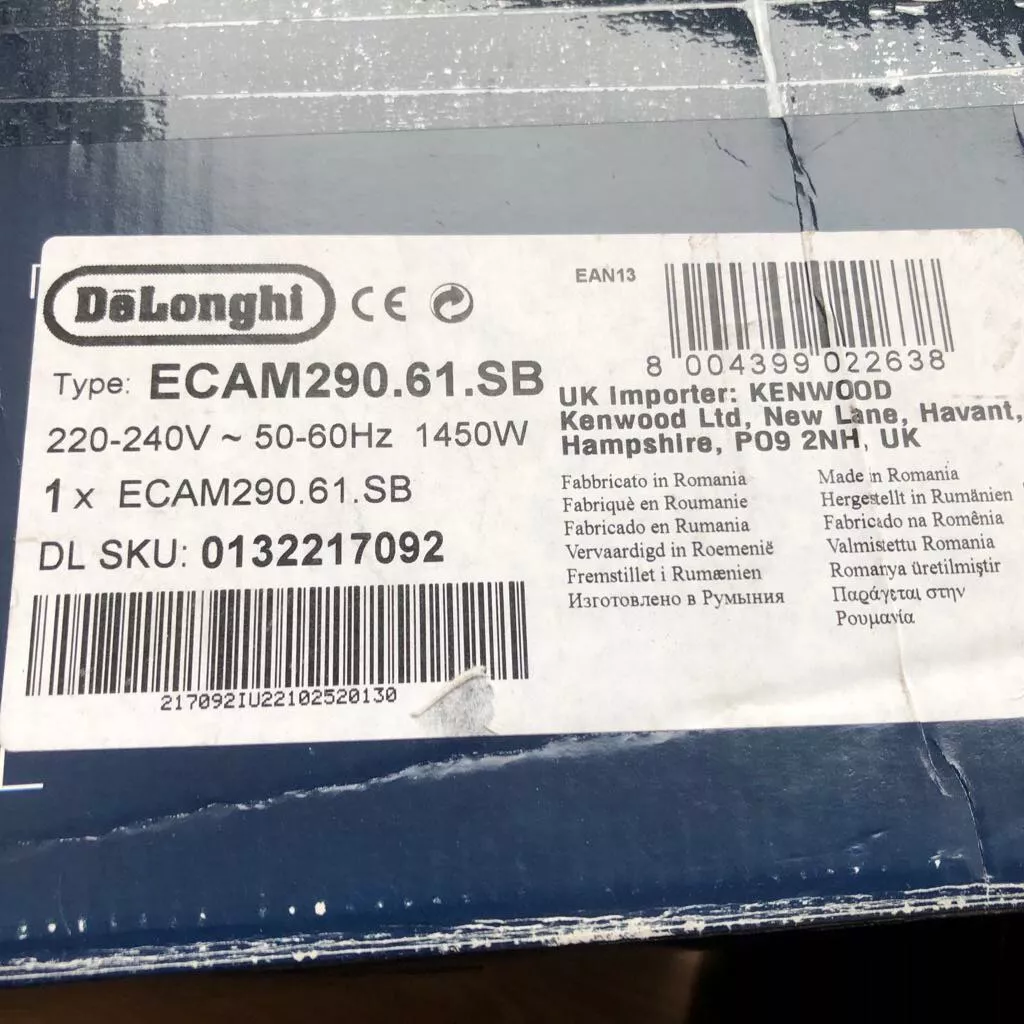 DeLonghi CE
EAN13
8 004399 022638
Type: ECAM290.61.SB
220-240V ~ 50-60Hz 1450W
1 x ECAM290.61.SB
DL SKU: 0132217092
217092IU22102520130
UK Importer: KENWOOD
Kenwood Ltd, New Lane, Havant,
Hampshire, PO9 2NH, UK
Fabbricato in Romania
Fabriquè en Roumanie
Fabricado en Rumania
Vervaardigd in Roemenië
Fremstillet i Rumænien
Изготовлено в Румыния
Made in Romania
Hergestellt in Rumänien
Fabricado na Romênia
Valmistettu Romania
Romanya üretilmiştir
Παράγεται στην
Ρουμανία